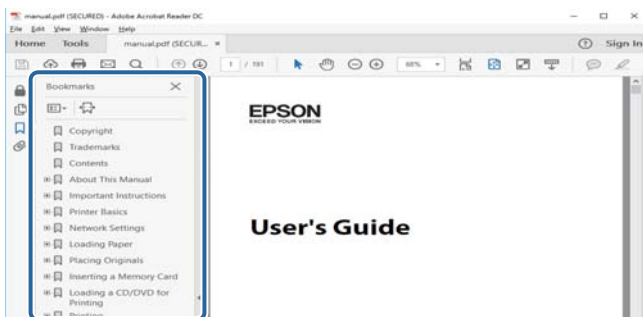 manual.pdf (SECURED) - Adobe Acrobat Reader DC
File Edit View Window Help
Home Tools manual.pdf (SECUR... × Sign In
1 / 191 68%
Bookmarks
Copyright
Trademarks
Contents
About This Manual
Important Instructions
Printer Basics
Network Settings
Loading Paper
Placing Originals
Inserting a Memory Card
Loading a CD/DVD for
Printing
Printing
EPSON
EXCEED YOUR VISION
User's Guide